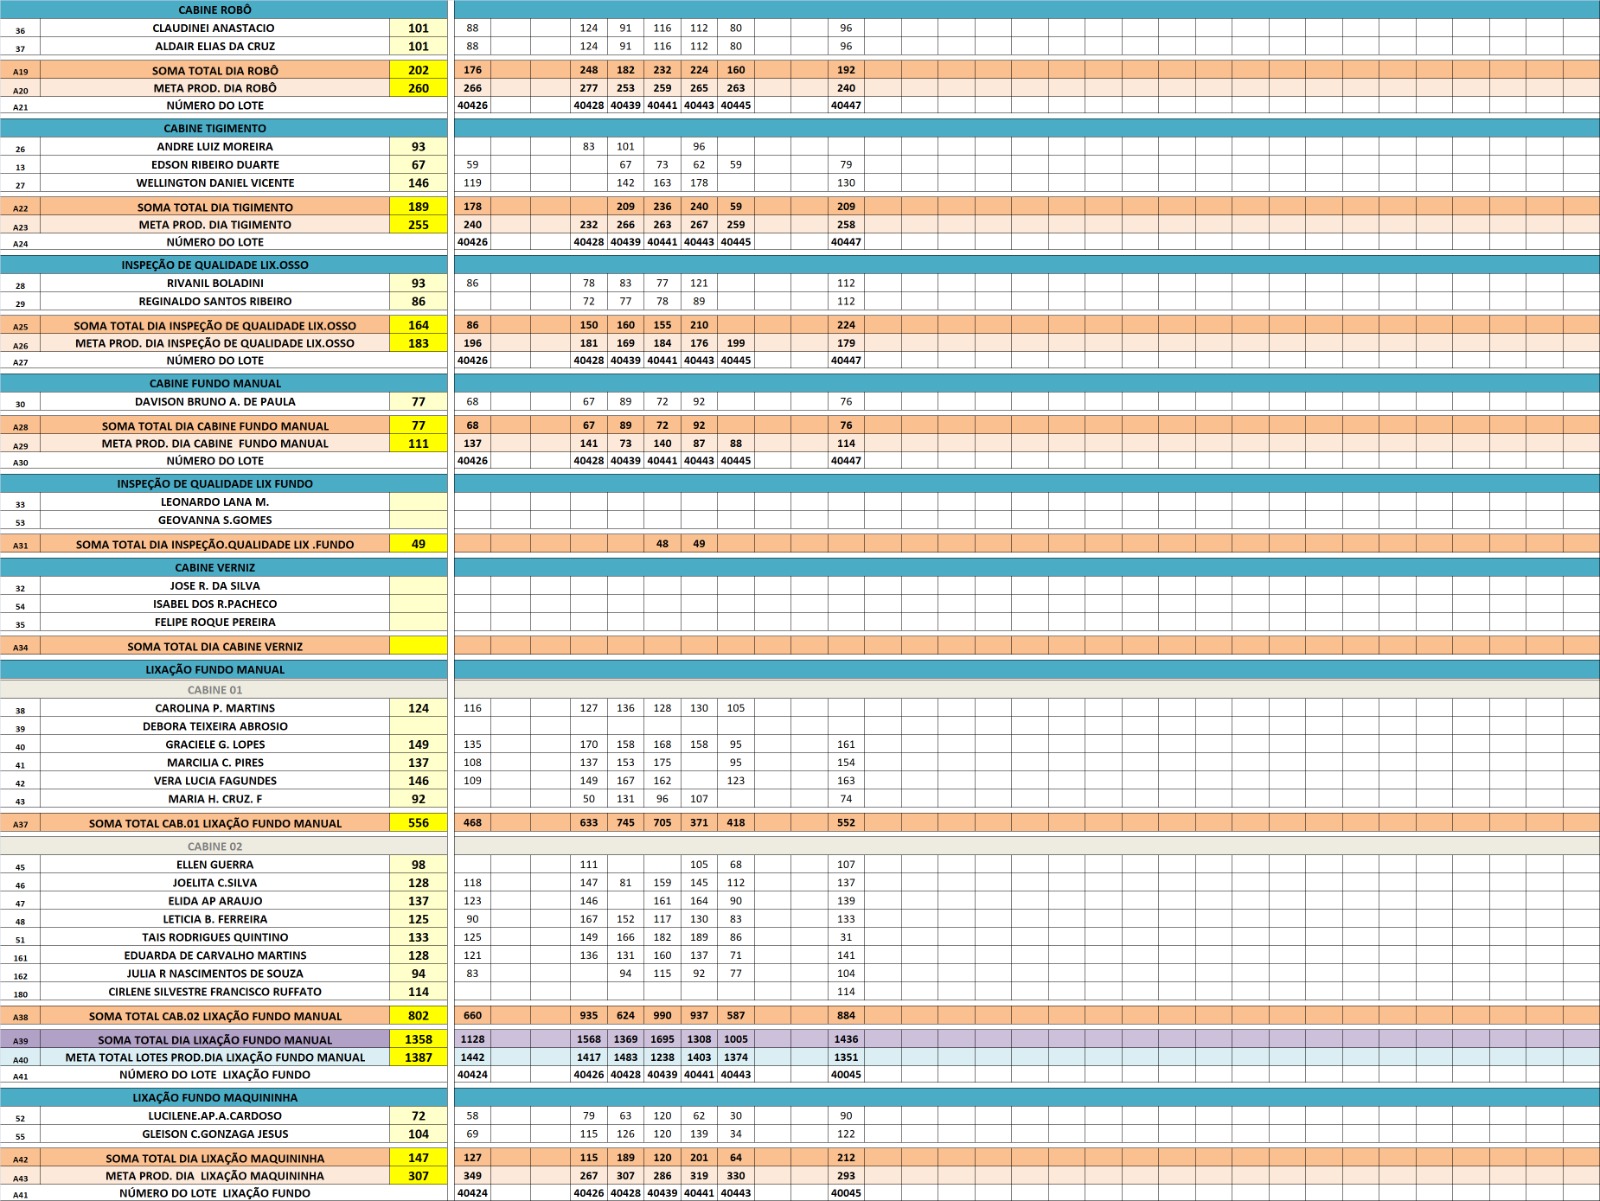 CABINE ROBÔ
36 CLAUDINEI ANASTACIO 101 88 124 91 116 112 80 96
37 ALDAIR ELIAS DA CRUZ 101 88 124 91 116 112 80 96
A19 SOMA TOTAL DIA ROBÔ 202 176 248 182 232 224 160 192
A20 META PROD. DIA ROBÔ 260 266 277 253 259 265 263 240
A21 NÚMERO DO LOTE 40426 40428 40439 40441 40443 40445 40447
CABINE TIGIMENTO
26 ANDRE LUIZ MOREIRA 93 83 101 96
13 EDSON RIBEIRO DUARTE 67 59 67 73 62 59 79
27 WELLINGTON DANIEL VICENTE 146 119 142 163 178 130
A22 SOMA TOTAL DIA TIGIMENTO 189 178 209 236 240 59 209
A23 META PROD. DIA TIGIMENTO 255 240 232 266 263 267 259 258
A24 NÚMERO DO LOTE 40426 40428 40439 40441 40443 40445 40447
INSPEÇÃO DE QUALIDADE LIX.OSSO
28 RIVANIL BOLADINI 93 86 78 83 77 121 112
29 REGINALDO SANTOS RIBEIRO 86 72 77 78 89 112
A25 SOMA TOTAL DIA INSPEÇÃO DE QUALIDADE LIX.OSSO 164 86 150 160 155 210 224
A26 META PROD. DIA INSPEÇÃO DE QUALIDADE LIX.OSSO 183 196 181 169 184 176 199 179
A27 NÚMERO DO LOTE 40426 40428 40439 40441 40443 40445 40447
CABINE FUNDO MANUAL
30 DAVISON BRUNO A. DE PAULA 77 68 67 89 72 92 76
A28 SOMA TOTAL DIA CABINE FUNDO MANUAL 77 68 67 89 72 92 76
A29 META PROD. DIA CABINE FUNDO MANUAL 111 137 141 73 140 87 88 114
A30 NÚMERO DO LOTE 40426 40428 40439 40441 40443 40445 40447
INSPEÇÃO DE QUALIDADE LIX FUNDO
33 LEONARDO LANA M.
53 GEOVANNA S.GOMES
A31 SOMA TOTAL DIA INSPEÇÃO.QUALIDADE LIX .FUNDO 49 48 49
CABINE VERNIZ
32 JOSE R. DA SILVA
54 ISABEL DOS R.PACHECO
35 FELIPE ROQUE PEREIRA
A34 SOMA TOTAL DIA CABINE VERNIZ
LIXAÇÃO FUNDO MANUAL
CABINE 01
38 CAROLINA P. MARTINS 124 116 127 136 128 130 105
39 DEBORA TEIXEIRA ABROSIO
40 GRACIELE G. LOPES 149 135 170 158 168 158 95 161
41 MARCILIA C. PIRES 137 108 137 153 175 95 154
42 VERA LUCIA FAGUNDES 146 109 149 167 162 123 163
43 MARIA H. CRUZ. F 92 50 131 96 107 74
A37 SOMA TOTAL CAB.01 LIXAÇÃO FUNDO MANUAL 556 468 633 745 705 371 418 552
CABINE 02
45 ELLEN GUERRA 98 111 105 68 107
46 JOELITA C.SILVA 128 118 147 81 159 145 112 137
47 ELIDA AP ARAUJO 137 123 146 161 164 90 139
48 LETICIA B. FERREIRA 125 90 167 152 117 130 83 133
51 TAIS RODRIGUES QUINTINO 133 125 149 166 182 189 86 31
161 EDUARDA DE CARVALHO MARTINS 128 121 136 131 160 137 71 141
162 JULIA R NASCIMENTOS DE SOUZA 94 83 94 115 92 77 104
180 CIRLENE SILVESTRE FRANCISCO RUFFATO 114 114
A38 SOMA TOTAL CAB.02 LIXAÇÃO FUNDO MANUAL 802 660 935 624 990 937 587 884
A39 SOMA TOTAL DIA LIXAÇÃO FUNDO MANUAL 1358 1128 1568 1369 1695 1308 1005 1436
A40 META TOTAL LOTES PROD.DIA LIXAÇÃO FUNDO MANUAL 1387 1442 1417 1483 1238 1403 1374 1351
A41 NÚMERO DO LOTE LIXAÇÃO FUNDO 40424 40426 40428 40439 40441 40443 40045
LIXAÇÃO FUNDO MAQUININHA
52 LUCILENE.AP.A.CARDOSO 72 58 79 63 120 62 30 90
55 GLEISON C.GONZAGA JESUS 104 69 115 126 120 139 34 122
A42 SOMA TOTAL DIA LIXAÇÃO MAQUININHA 147 127 115 189 120 201 64 212
A43 META PROD. DIA LIXAÇÃO MAQUININHA 307 349 267 307 286 319 330 293
A41 NÚMERO DO LOTE LIXAÇÃO FUNDO 40424 40426 40428 40439 40441 40443 40045